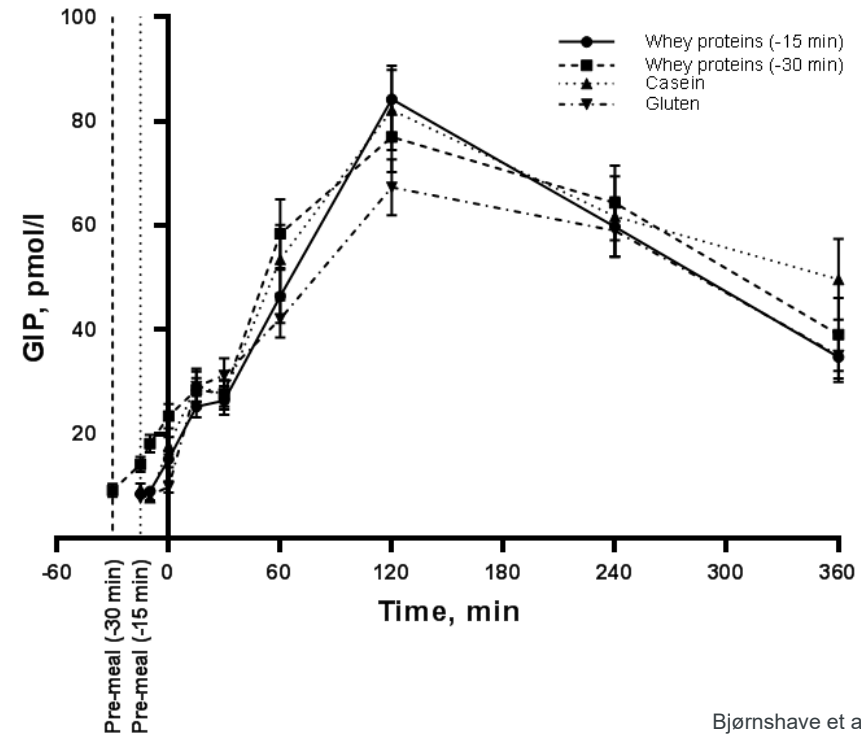 100
80
60
40
20
GIP, pmol/l
Whey proteins (-15 min)
Whey proteins (-30 min)
Casein
Gluten
-60
0
60
120
180
240
300
360
Time, min
Pre-meal (-30 min)
Pre-meal (-15 min)
Bjørnshave et a